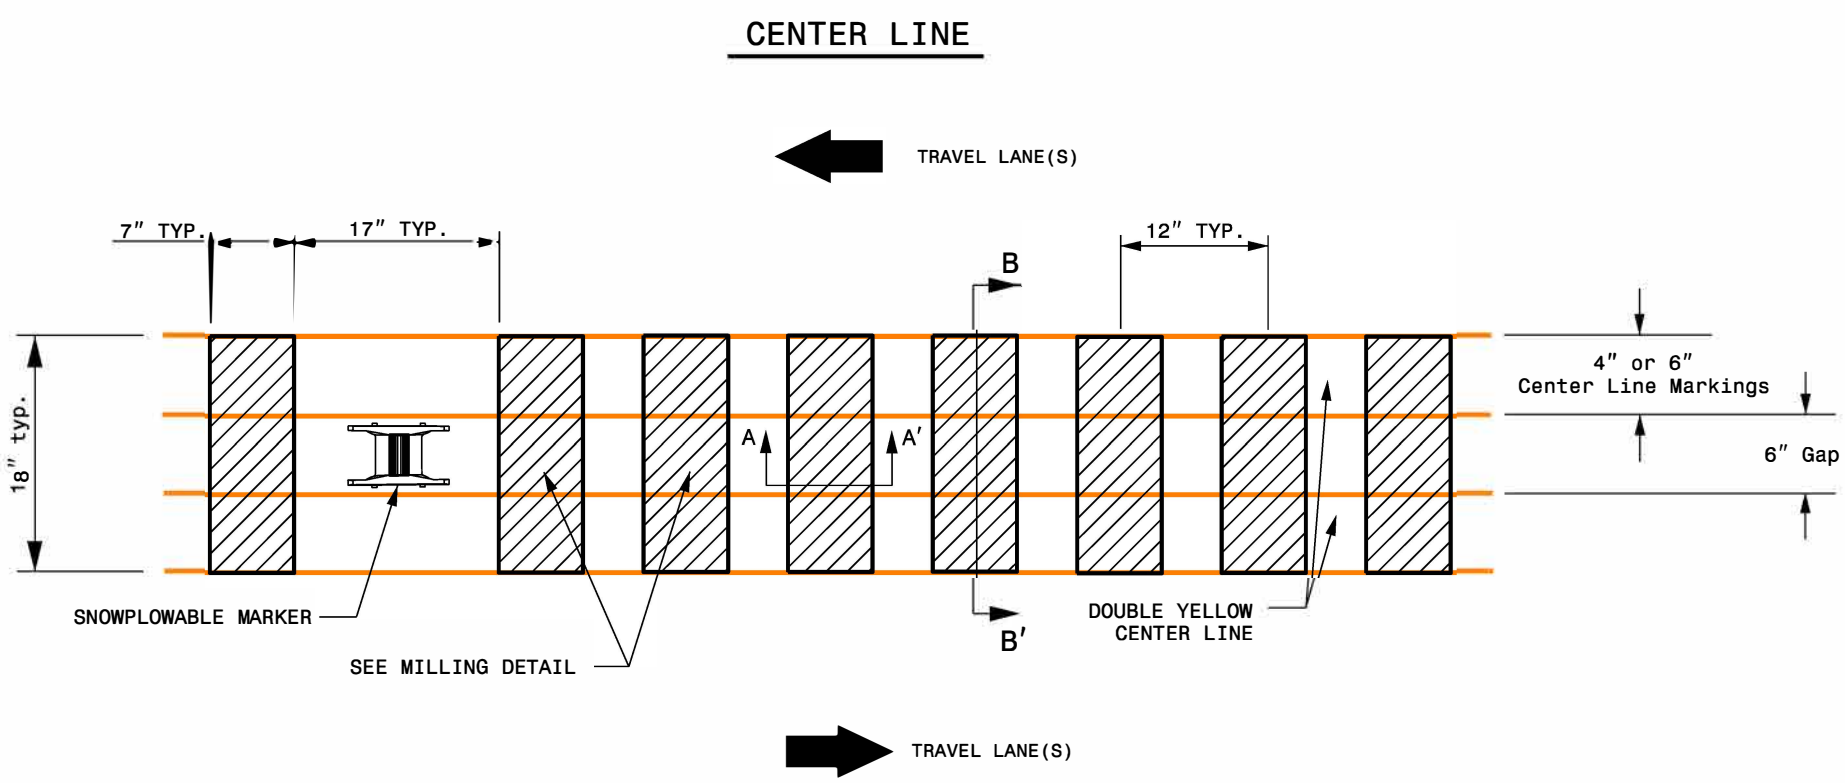 CENTER LINE
TRAVEL LANE(S)
7" TYP.
17" TYP.
12" TYP.
B
4" or 6"
Center Line Markings
18" typ.
A
A'
6" Gap
SNOWPLOWABLE MARKER
DOUBLE YELLOW
CENTER LINE
B'
SEE MILLING DETAIL
TRAVEL LANE(S)